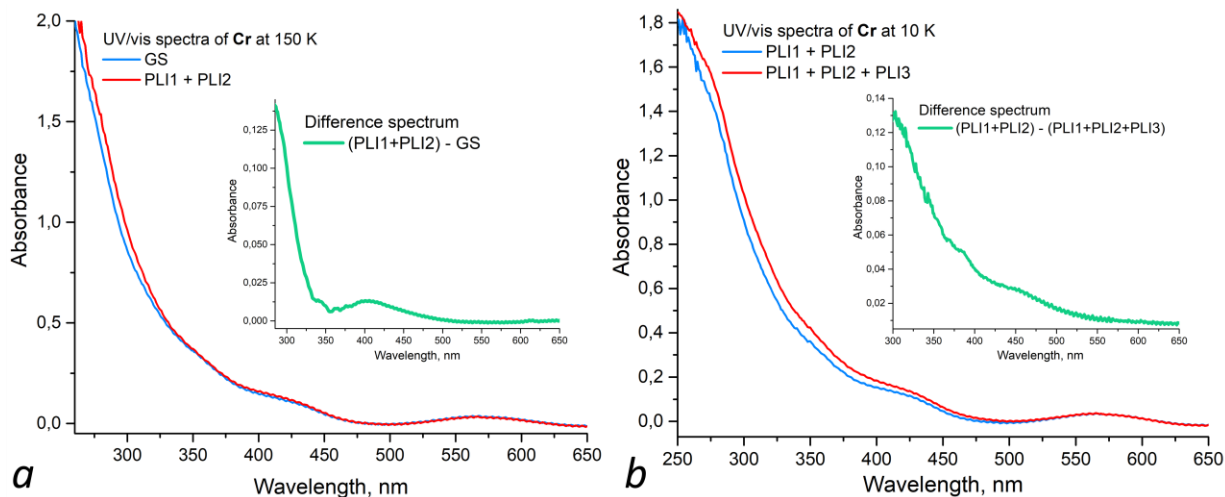 UV/vis spectra of Cr at 150 K
GS
PLI1 + PLI2
Difference spectrum
(PLI1+PLI2) - GS
0,125
0,100
0,075
0,050
0,025
0,000
Absorbance
300 350 400 450 500 550 600 650
Wavelength, nm
2,0
1,5
1,0
0,5
0,0
Absorbance
300 350 400 450 500 550 600 650
Wavelength, nm
a
UV/vis spectra of Cr at 10 K
PLI1 + PLI2
PLI1 + PLI2 + PLI3
Difference spectrum
(PLI1+PLI2) - (PLI1+PLI2+PLI3)
0,14
0,12
0,10
0,08
0,06
0,04
0,02
Absorbance
300 350 400 450 500 550 600 650
Wavelength, nm
1,8
1,6
1,4
1,2
1,0
0,8
0,6
0,4
0,2
0,0
Absorbance
250 300 350 400 450 500 550 600 650
Wavelength, nm
b